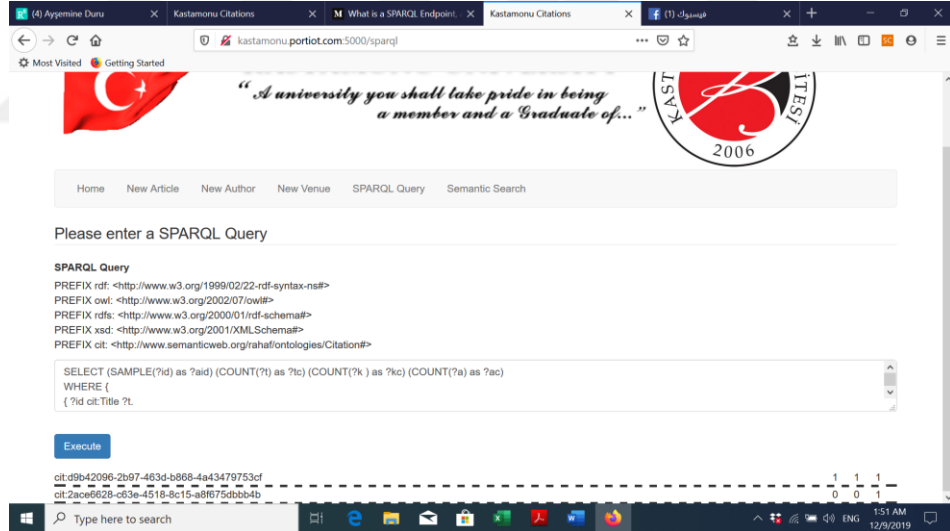 (4) Ayşemine Duru
Kastamonu Citations
What is a SPARQL Endpoint,
Kastamonu Citations
(1) فيسبوك
kastamonu.portiot.com:5000/sparql
Most Visited Getting Started
“ A university you shall take pride in being
a member and a Graduate of... ”
KAST
İTESİ
2006
Home New Article New Author New Venue SPARQL Query Semantic Search
Please enter a SPARQL Query
SPARQL Query
PREFIX rdf: <http://www.w3.org/1999/02/22-rdf-syntax-ns#>
PREFIX owl: <http://www.w3.org/2002/07/owl#>
PREFIX rdfs: <http://www.w3.org/2000/01/rdf-schema#>
PREFIX xsd: <http://www.w3.org/2001/XMLSchema#>
PREFIX cit: <http://www.semanticweb.org/rahaf/ontologies/Citation#>
SELECT (SAMPLE(?id) as ?aid) (COUNT(?t) as ?tc) (COUNT(?k ) as ?kc) (COUNT(?a) as ?ac)
WHERE {
{ ?id cit:Title ?t.
Execute
cit:d9b42096-2b97-463d-b868-4a43479753cf 1 1 1
cit:2ace6628-c63e-4518-8c15-a8f675dbbb4b 0 0 1
Type here to search
ENG
1:51 AM
12/9/2019